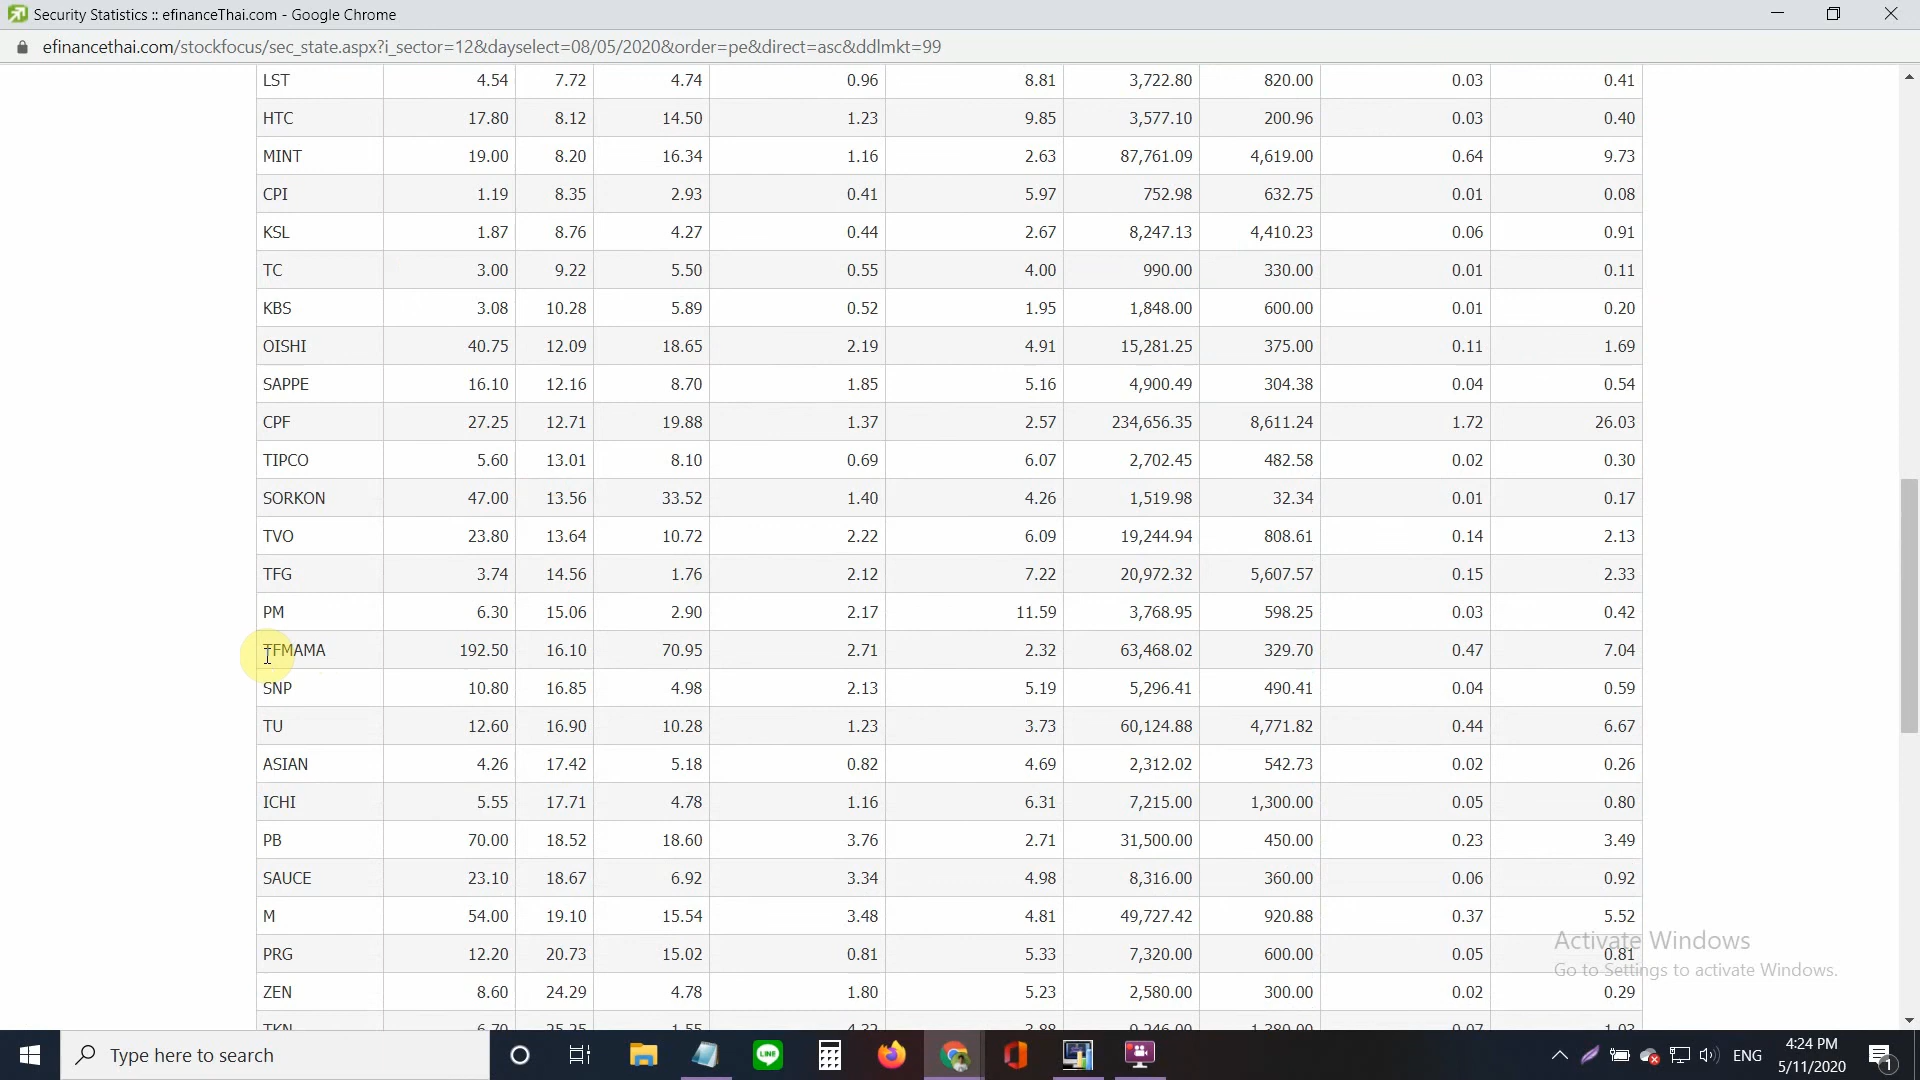 Security Statistics :: efinanceThai.com - Google Chrome
efinancethai.com/stockfocus/sec_state.aspx?i_sector=12&dayselect=08/05/2020&order=pe&direct=asc&ddlmkt=99
LST 4.54 7.72 4.74 0.96 8.81 3,722.80 820.00 0.03 0.41
HTC 17.80 8.12 14.50 1.23 9.85 3,577.10 200.96 0.03 0.40
MINT 19.00 8.20 16.34 1.16 2.63 87,761.09 4,619.00 0.64 9.73
CPI 1.19 8.35 2.93 0.41 5.97 752.98 632.75 0.01 0.08
KSL 1.87 8.76 4.27 0.44 2.67 8,247.13 4,410.23 0.06 0.91
TC 3.00 9.22 5.50 0.55 4.00 990.00 330.00 0.01 0.11
KBS 3.08 10.28 5.89 0.52 1.95 1,848.00 600.00 0.01 0.20
OISHI 40.75 12.09 18.65 2.19 4.91 15,281.25 375.00 0.11 1.69
SAPPE 16.10 12.16 8.70 1.85 5.16 4,900.49 304.38 0.04 0.54
CPF 27.25 12.71 19.88 1.37 2.57 234,656.35 8,611.24 1.72 26.03
TIPCO 5.60 13.01 8.10 0.69 6.07 2,702.45 482.58 0.02 0.30
SORKON 47.00 13.56 33.52 1.40 4.26 1,519.98 32.34 0.01 0.17
TVO 23.80 13.64 10.72 2.22 6.09 19,244.94 808.61 0.14 2.13
TFG 3.74 14.56 1.76 2.12 7.22 20,972.32 5,607.57 0.15 2.33
PM 6.30 15.06 2.90 2.17 11.59 3,768.95 598.25 0.03 0.42
TFMAMA 192.50 16.10 70.95 2.71 2.32 63,468.02 329.70 0.47 7.04
SNP 10.80 16.85 4.98 2.13 5.19 5,296.41 490.41 0.04 0.59
TU 12.60 16.90 10.28 1.23 3.73 60,124.88 4,771.82 0.44 6.67
ASIAN 4.26 17.42 5.18 0.82 4.69 2,312.02 542.73 0.02 0.26
ICHI 5.55 17.71 4.78 1.16 6.31 7,215.00 1,300.00 0.05 0.80
PB 70.00 18.52 18.60 3.76 2.71 31,500.00 450.00 0.23 3.49
SAUCE 23.10 18.67 6.92 3.34 4.98 8,316.00 360.00 0.06 0.92
M 54.00 19.10 15.54 3.48 4.81 49,727.42 920.88 0.37 5.52
PRG 12.20 20.73 15.02 0.81 5.33 7,320.00 600.00 0.05 0.81
ZEN 8.60 24.29 4.78 1.80 5.23 2,580.00 300.00 0.02 0.29
TKN 6.70 25.25 1.55 4.32 3.88 9,246.00 1,380.00 0.07 1.03
Activate Windows
Go to Settings to activate Windows.
Type here to search
LINE
ENG
4:24 PM
5/11/2020
1